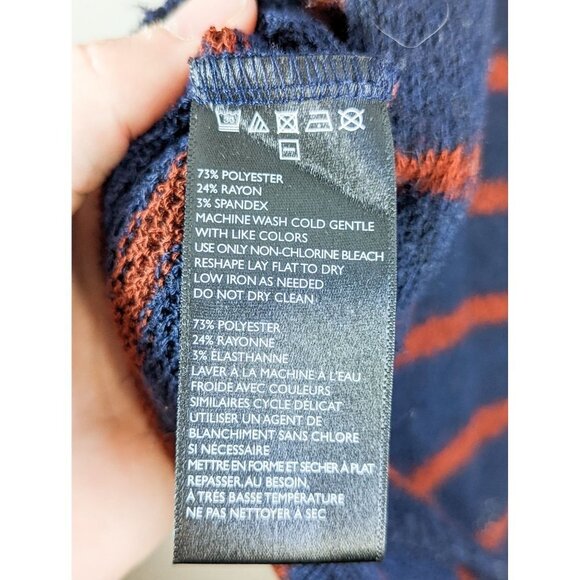 73% POLYESTER
24% RAYON
3% SPANDEX
MACHINE WASH COLD GENTLE
WITH LIKE COLORS
USE ONLY NON-CHLORINE BLEACH
RESHAPE LAY FLAT TO DRY
LOW IRON AS NEEDED
DO NOT DRY CLEAN
73% POLYESTER
24% RAYONNE
3% ÉLASTHANNE
LAVER À LA MACHINE À L'EAU
FROIDE AVEC COULEURS
SIMILAIRES CYCLE DÉLICAT
UTILISER UN AGENT DE
BLANCHIMENT SANS CHLORE
SI NÉCESSAIRE
METTRE EN FORME ET SÉCHER À PLAT
REPASSER, AU BESOIN,
À TRÈS BASSE TEMPÉRATURE
NE PAS NETTOYER À SEC